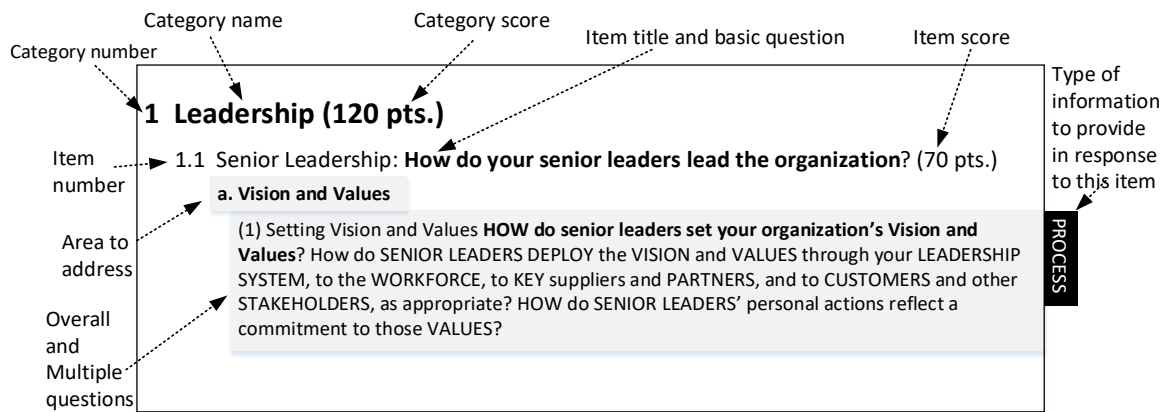 Category name
Category score
Category number
Item title and basic question
Item score
Type of
information
to provide
in response
to this item
1 Leadership (120 pts.)
Item
number
1.1 Senior Leadership: How do your senior leaders lead the organization? (70 pts.)
a. Vision and Values
Area to
address
(1) Setting Vision and Values HOW do senior leaders set your organization's Vision and
Values? How do SENIOR LEADERS DEPLOY the VISION and VALUES through your LEADERSHIP
SYSTEM, to the WORKFORCE, to KEY suppliers and PARTNERS, and to CUSTOMERS and other
STAKEHOLDERS, as appropriate? HOW do SENIOR LEADERS' personal actions reflect a
commitment to those VALUES?
PROCESS
Overall
and
Multiple
questions